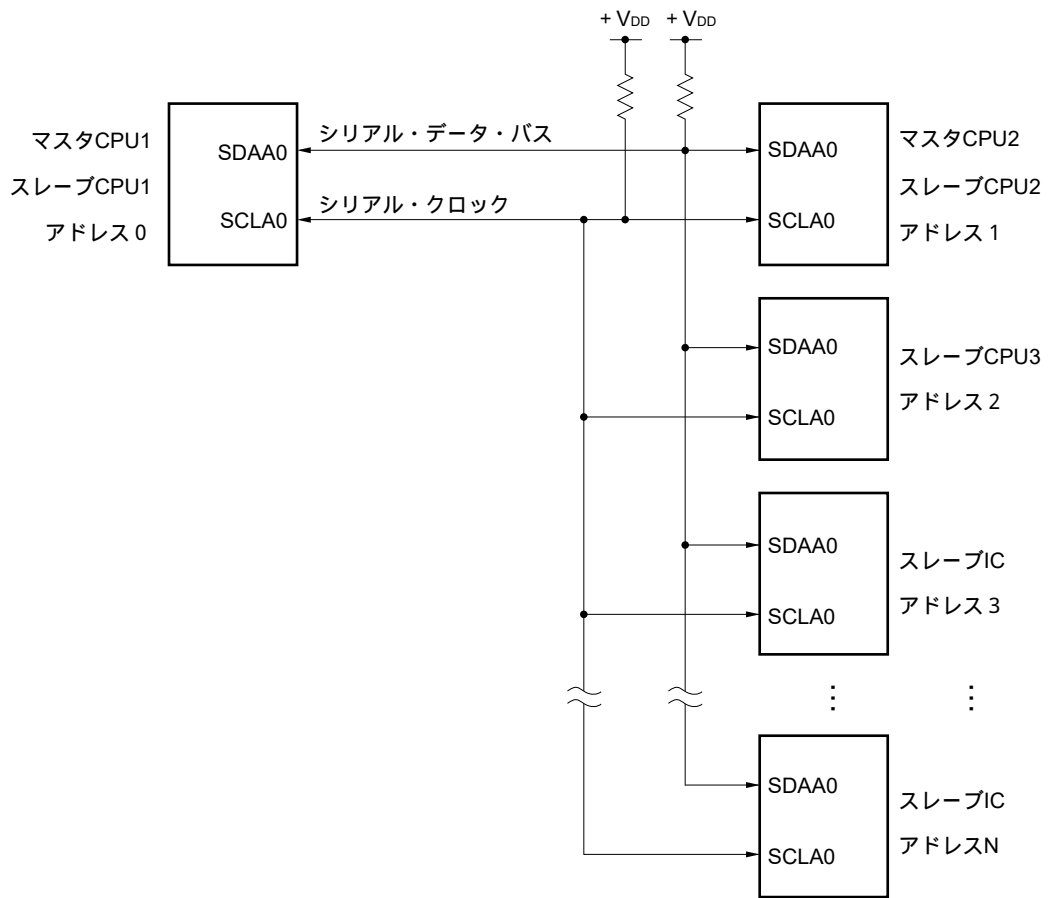 + VDD + VDD
マスタCPU1
スレーブCPU1
アドレス 0
SDAA0
SCLA0
シリアル・データ・バス
シリアル・クロック
SDAA0
SCLA0
マスタCPU2
スレーブCPU2
アドレス 1
SDAA0
SCLA0
スレーブCPU3
アドレス 2
SDAA0
SCLA0
スレーブIC
アドレス 3
SDAA0
SCLA0
スレーブIC
アドレスN